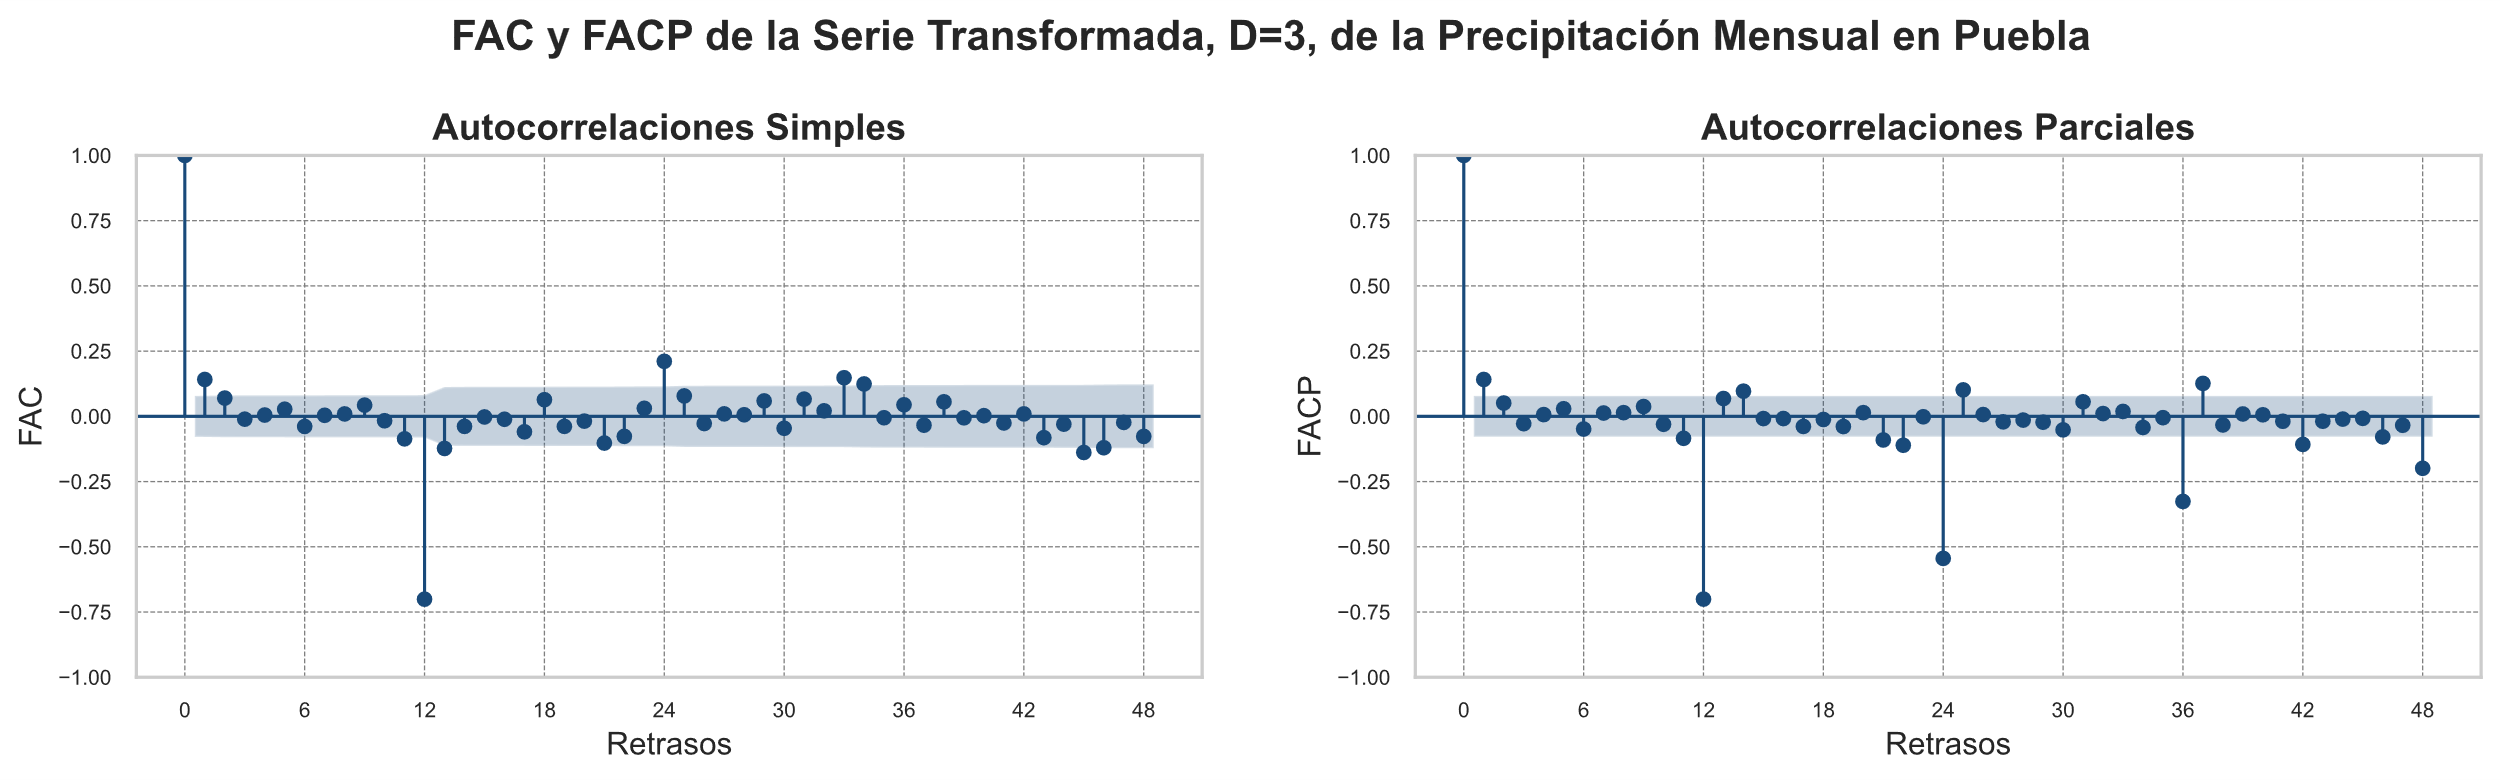 FAC y FACP de la Serie Transformada, D=3, de la Precipitación Mensual en Puebla
Autocorrelaciones Simples
1.00
0.75
0.50
0.25
0.00
−0.25
−0.50
−0.75
−1.00
FAC
0 6 12 18 24 30 36 42 48
Retrasos
Autocorrelaciones Parciales
1.00
0.75
0.50
0.25
0.00
−0.25
−0.50
−0.75
−1.00
FACP
0 6 12 18 24 30 36 42 48
Retrasos